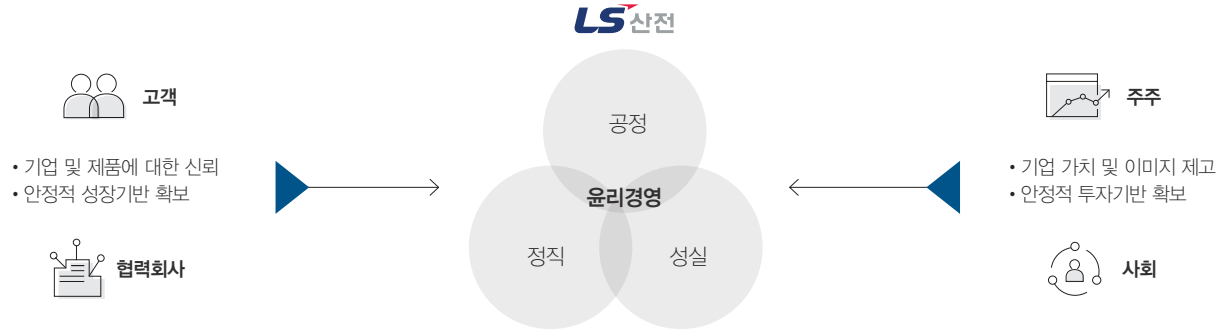 LS 산전
고객
• 기업 및 제품에 대한 신뢰
• 안정적 성장기반 확보
협력회사
공정
윤리경영
정직
성실
주주
• 기업 가치 및 이미지 제고
• 안정적 투자기반 확보
사회